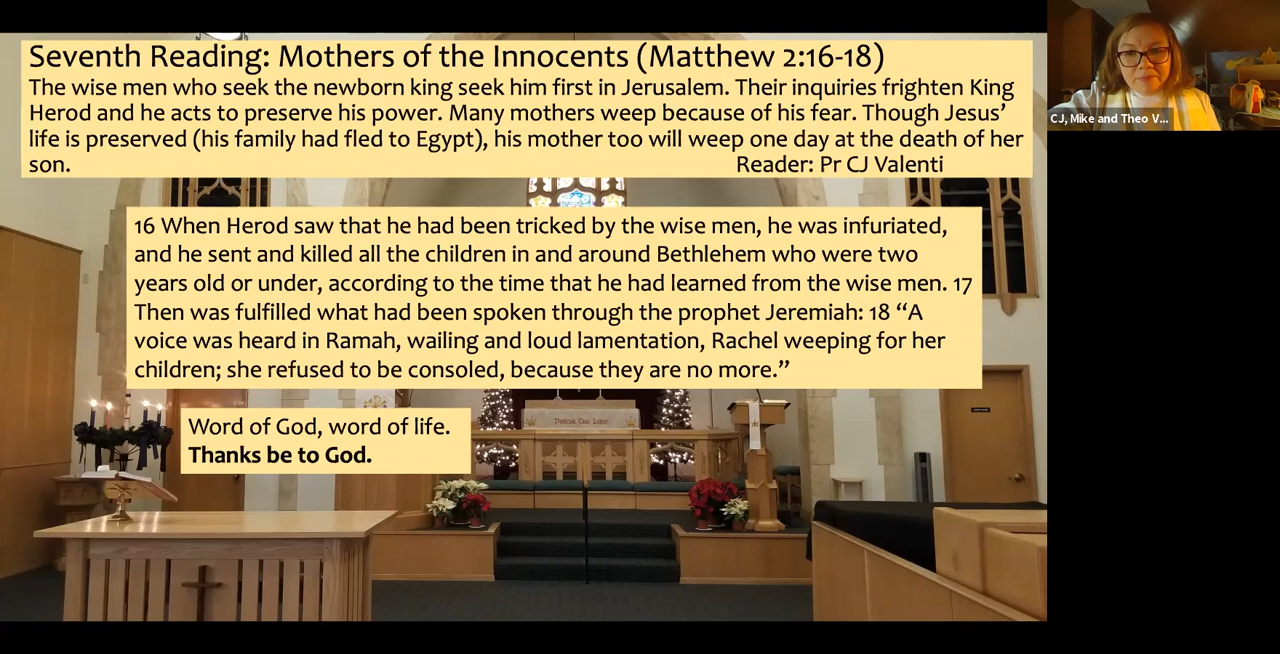 Seventh Reading: Mothers of the Innocents (Matthew 2:16-18)
The wise men who seek the newborn king seek him first in Jerusalem. Their inquiries frighten King
Herod and he acts to preserve his power. Many mothers weep because of his fear. Though Jesus’
life is preserved (his family had fled to Egypt), his mother too will weep one day at the death of her
son. Reader: Pr CJ Valenti
CJ, Mike and Theo V...
16 When Herod saw that he had been tricked by the wise men, he was infuriated,
and he sent and killed all the children in and around Bethlehem who were two
years old or under, according to the time that he had learned from the wise men. 17
Then was fulfilled what had been spoken through the prophet Jeremiah: 18 “A
voice was heard in Ramah, wailing and loud lamentation, Rachel weeping for her
children; she refused to be consoled, because they are no more.”
Word of God, word of life.
Thanks be to God.
Praise The Lord